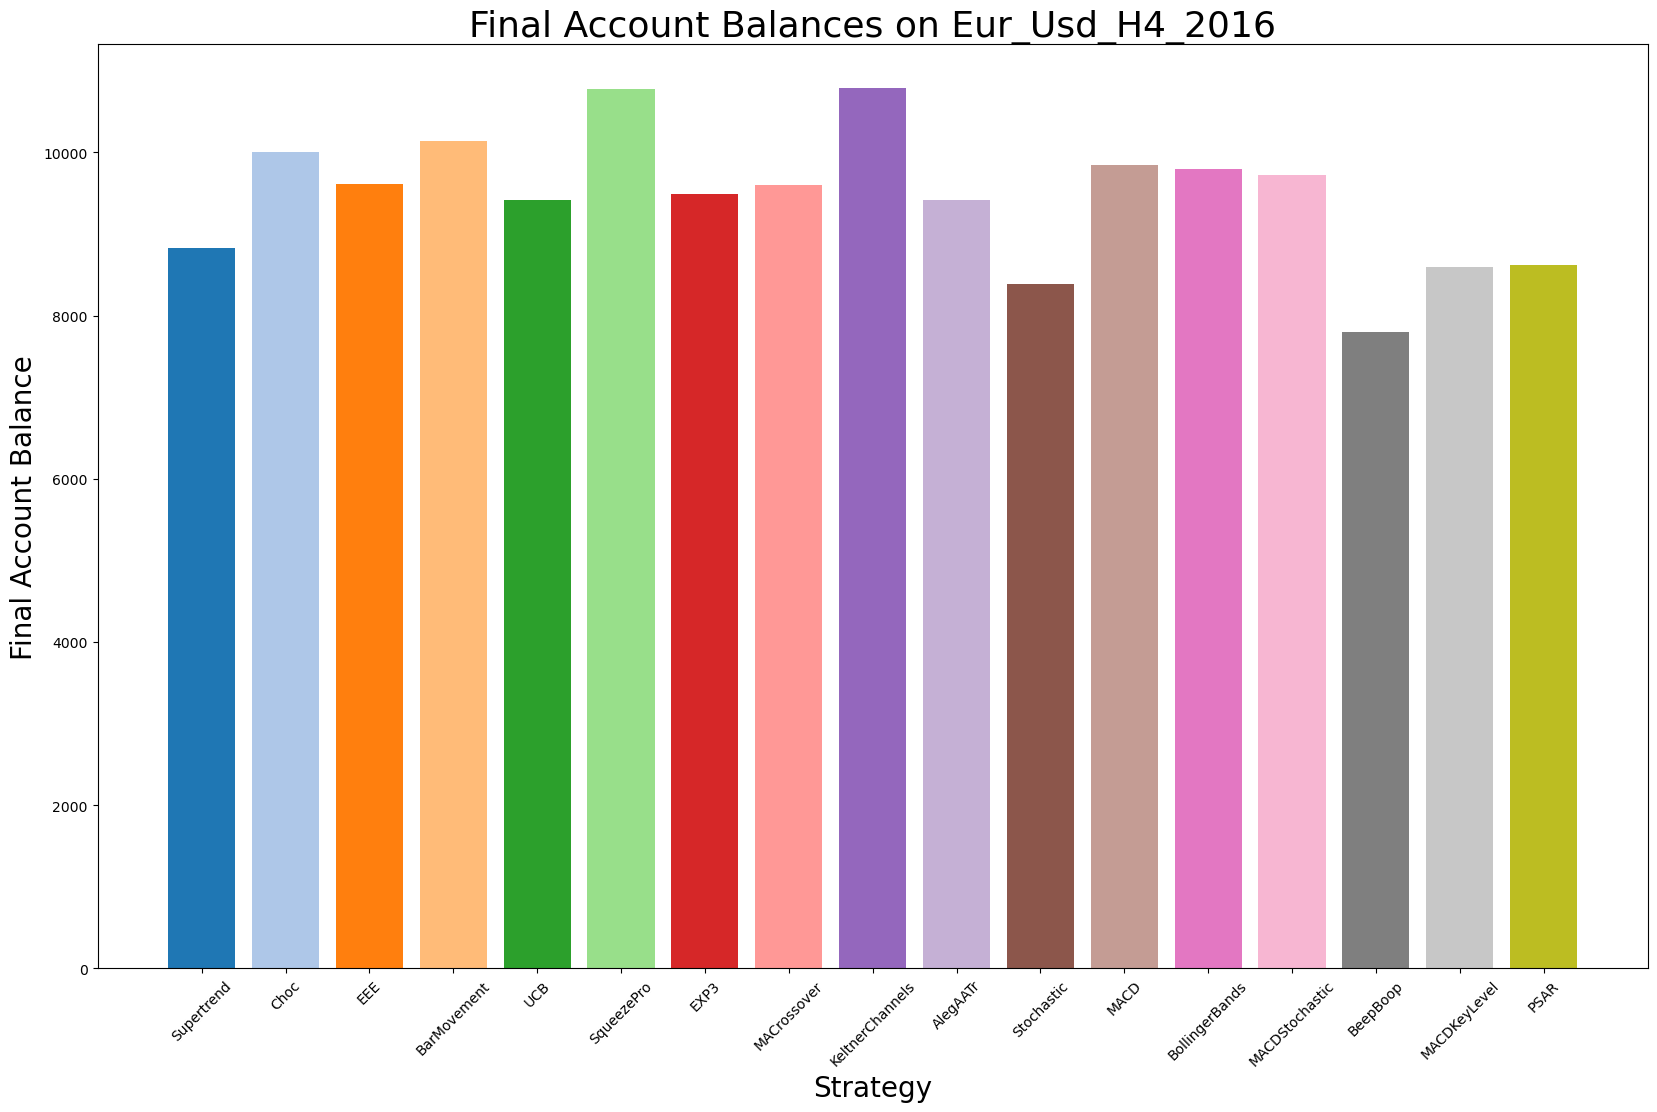 Final Account Balances on Eur_Usd_H4_2016
Final Account Balance
10000
8000
6000
4000
2000
0
Supertrend
Choc
EEE
BarMovement
UCB
SqueezePro
EXP3
MACrossover
KeltnerChannels
AlegAATr
Stochastic
MACD
BollingerBands
MACDStochastic
BeepBoop
MACDKeyLevel
PSAR
Strategy